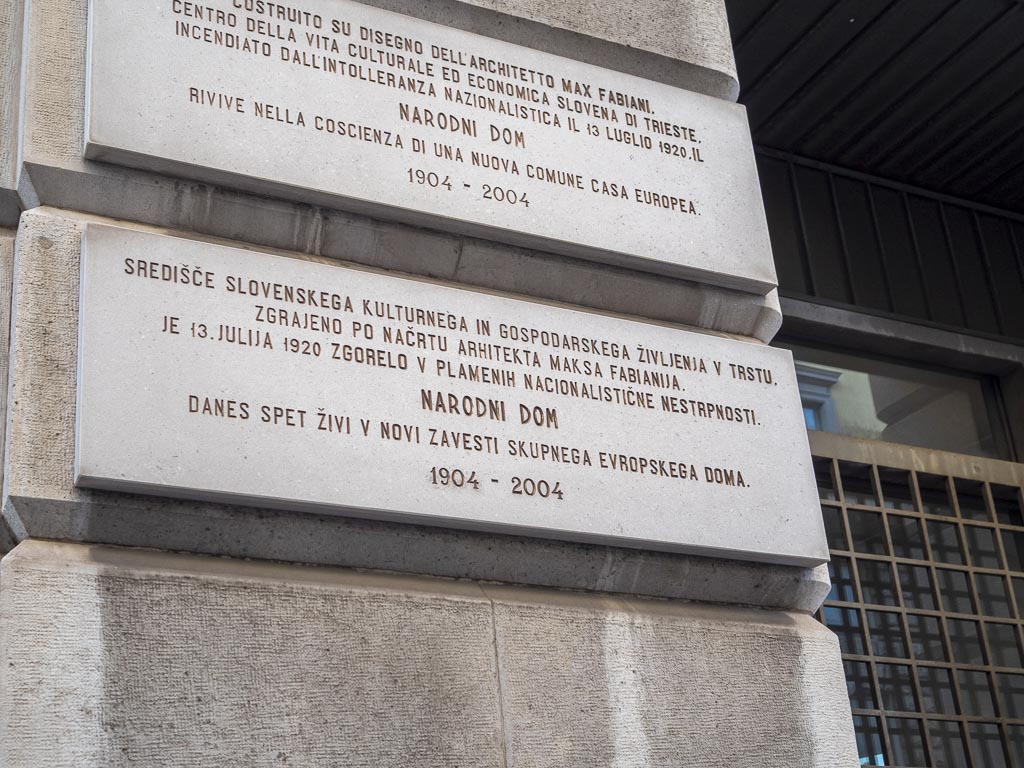 COSTRUITO SU DISEGNO DELL'ARCHITETTO MAX FABIANI,
CENTRO DELLA VITA CULTURALE ED ECONOMICA SLOVENA DI TRIESTE,
INCENDIATO DALL'INTOLLERANZA NAZIONALISTICA IL 13 LUGLIO 1920, IL
NARODNI DOM
RIVIVE NELLA COSCIENZA DI UNA NUOVA COMUNE CASA EUROPEA.
1904 - 2004
SREDIŠČE SLOVENSKEGA KULTURNEGA IN GOSPODARSKEGA ŽIVLJENJA V TRSTU,
ZGRAJENO PO NAČRTU ARHITEKTA MAKSA FABIANIJA,
JE 13. JULIJA 1920 ZGORELO V PLAMENIH NACIONALISTIČNE NESTRPNOSTI.
NARODNI DOM
DANES SPET ŽIVI V NOVI ZAVESTI SKUPNEGA EVROPSKEGA DOMA.
1904 - 2004